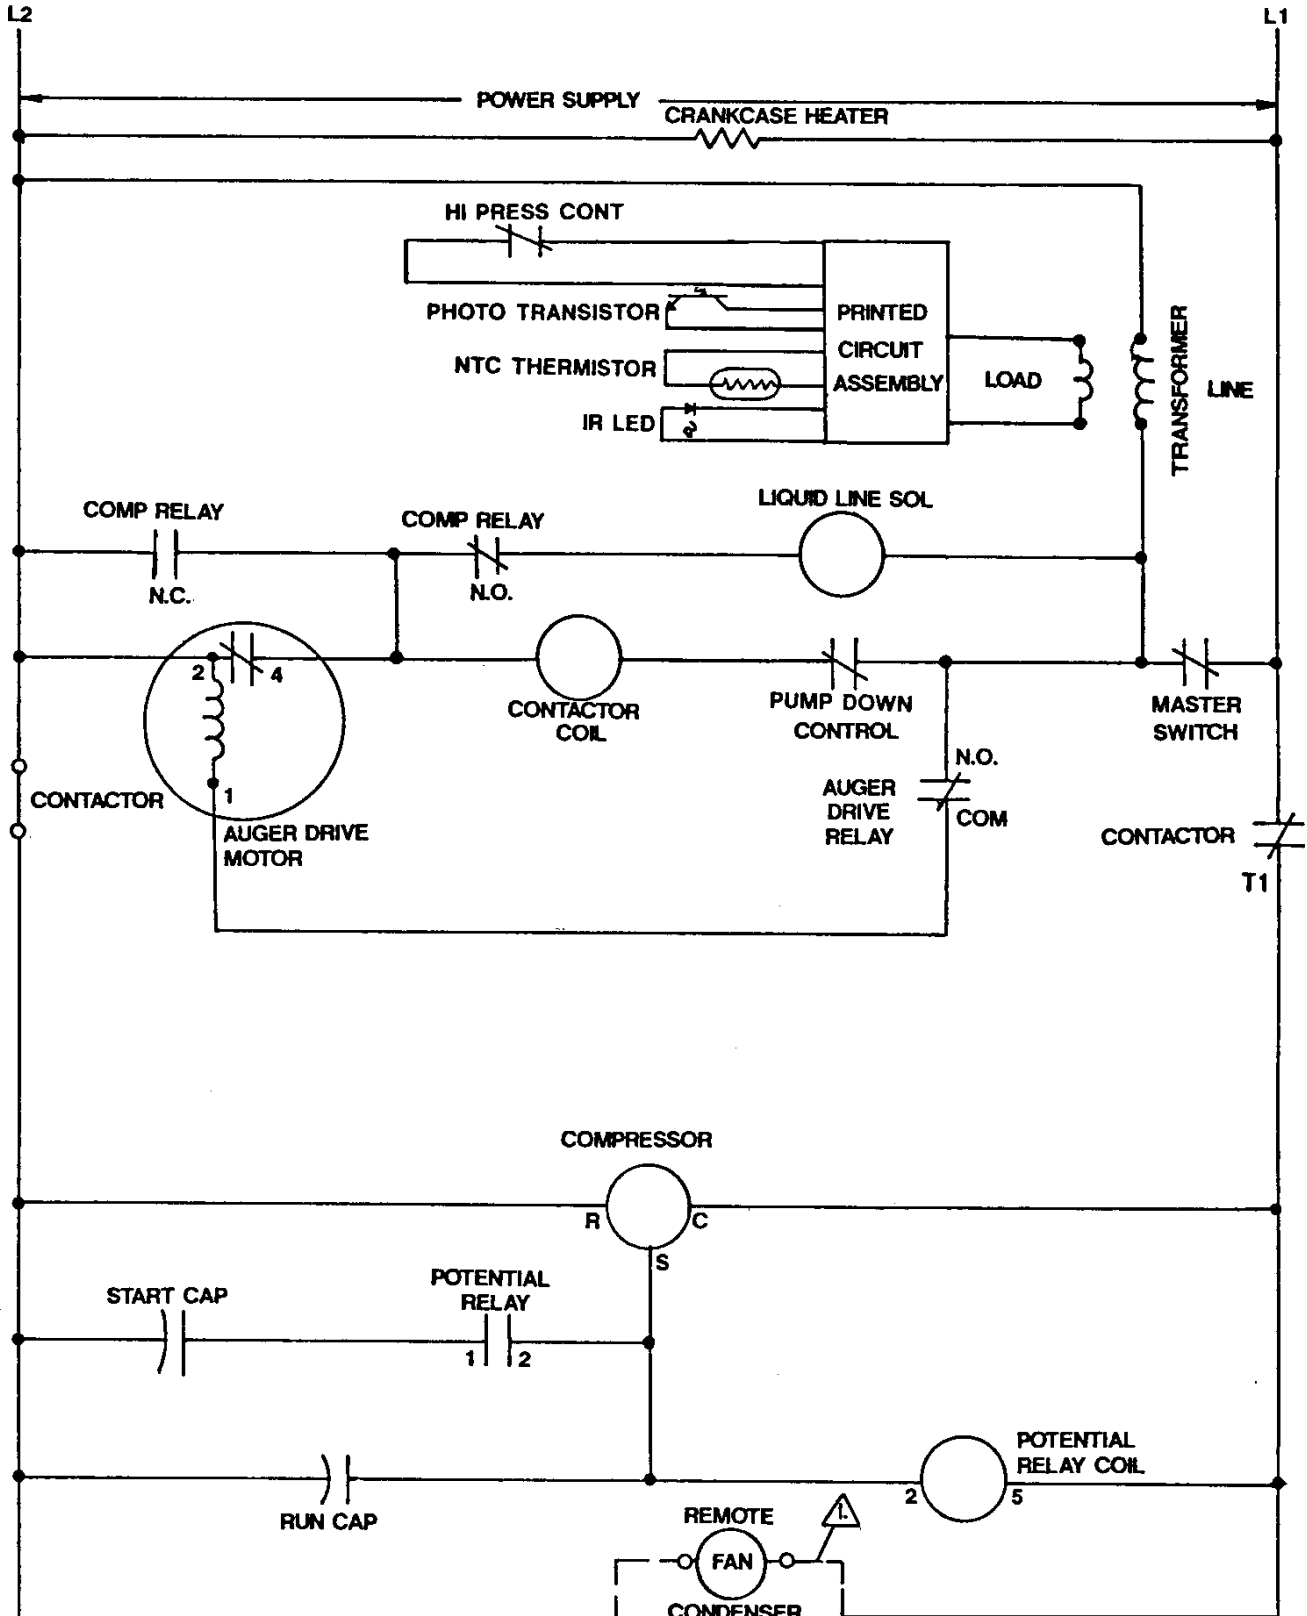 L2
L1
POWER SUPPLY
CRANKCASE HEATER
HI PRESS CONT
PHOTO TRANSISTOR
NTC THERMISTOR
IR LED
PRINTED
CIRCUIT
ASSEMBLY
LOAD
TRANSFORMER
LINE
COMP RELAY
N.C.
COMP RELAY
N.O.
LIQUID LINE SOL
2
4
1
CONTACTOR
AUGER DRIVE
MOTOR
CONTACTOR
COIL
PUMP DOWN
CONTROL
MASTER
SWITCH
N.O.
AUGER
DRIVE
RELAY
COM
CONTACTOR
T1
COMPRESSOR
R
C
S
START CAP
POTENTIAL
RELAY
1
2
RUN CAP
POTENTIAL
RELAY COIL
2
5
REMOTE
FAN
CONDENSER
1.